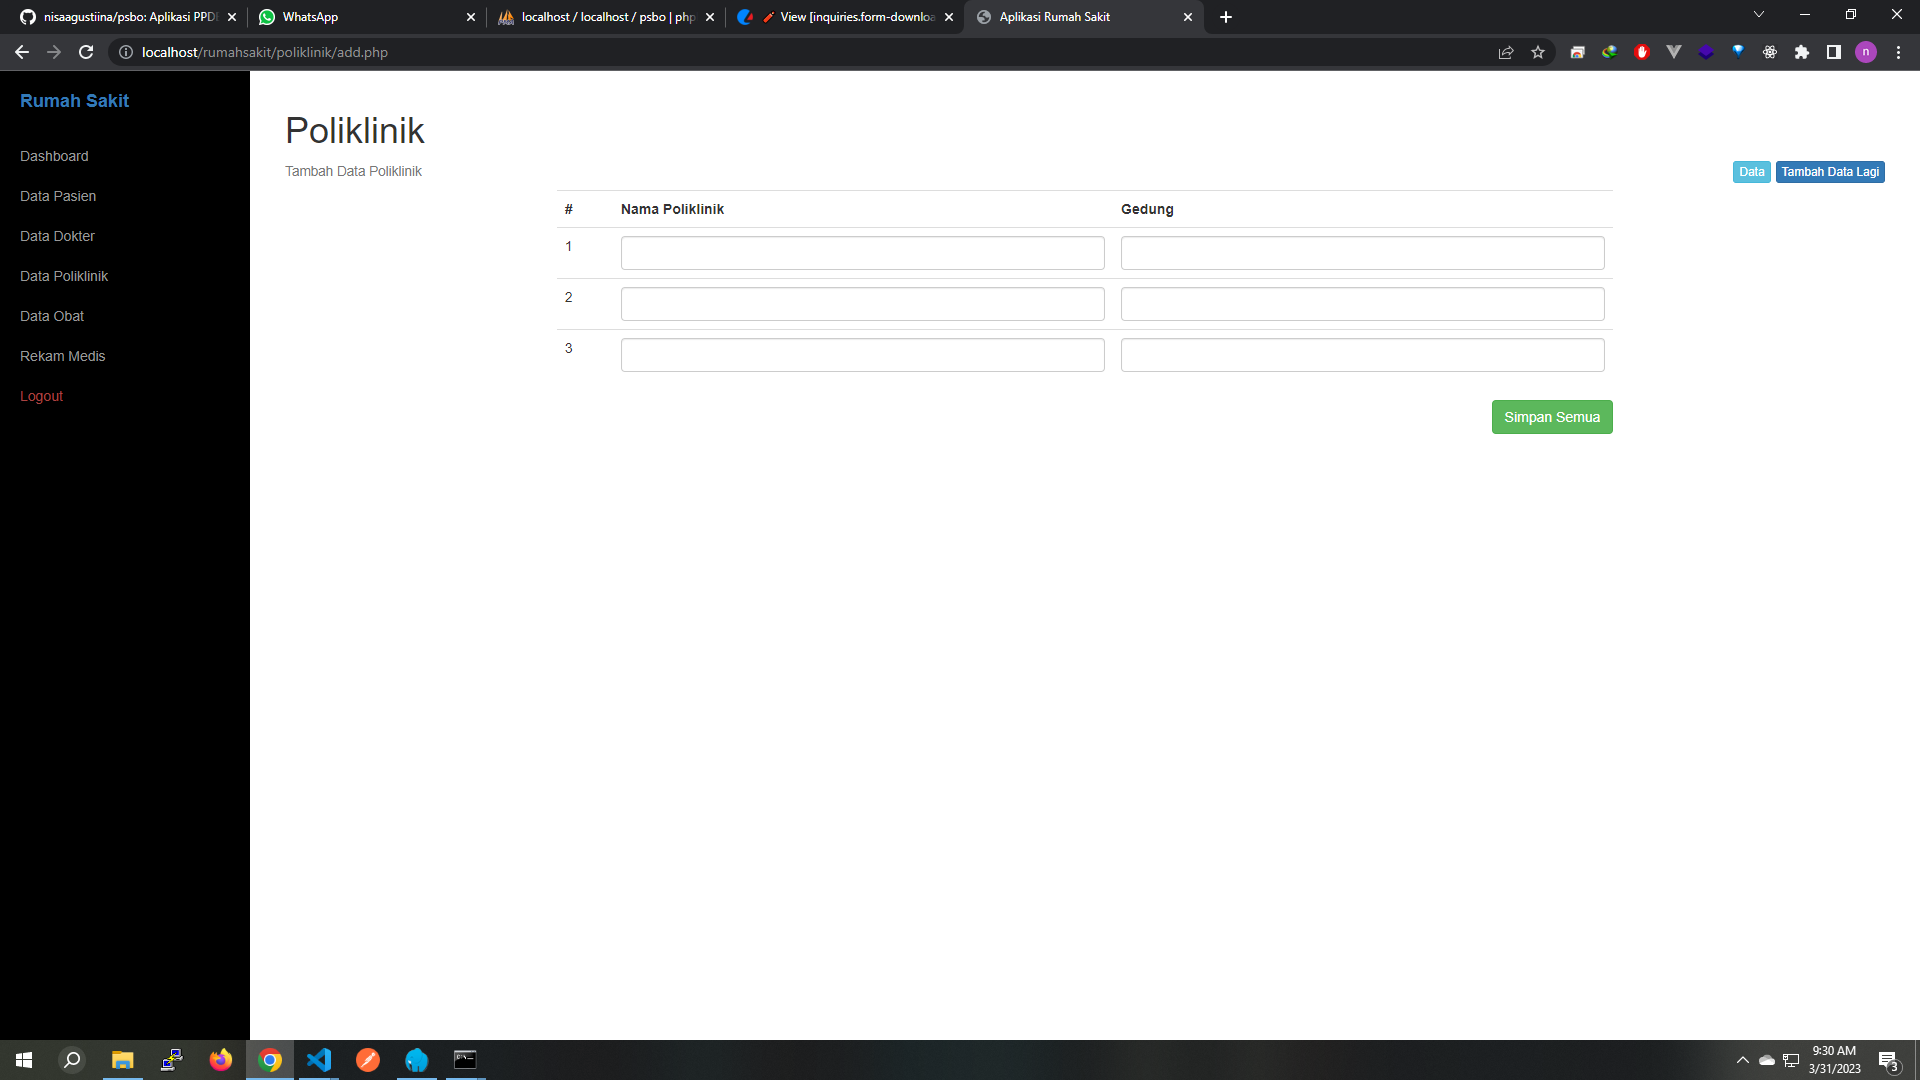 nisaagustiina/psbo: Aplikasi PPD
WhatsApp
localhost / localhost / psbo | php
View [inquiries.form-downloa
Aplikasi Rumah Sakit
localhost/rumahsakit/poliklinik/add.php
n
Rumah Sakit
Dashboard
Data Pasien
Data Dokter
Data Poliklinik
Data Obat
Rekam Medis
Logout
Poliklinik
Tambah Data Poliklinik
Data
Tambah Data Lagi
# Nama Poliklinik Gedung
1
2
3
Simpan Semua
9:30 AM
3/31/2023
3